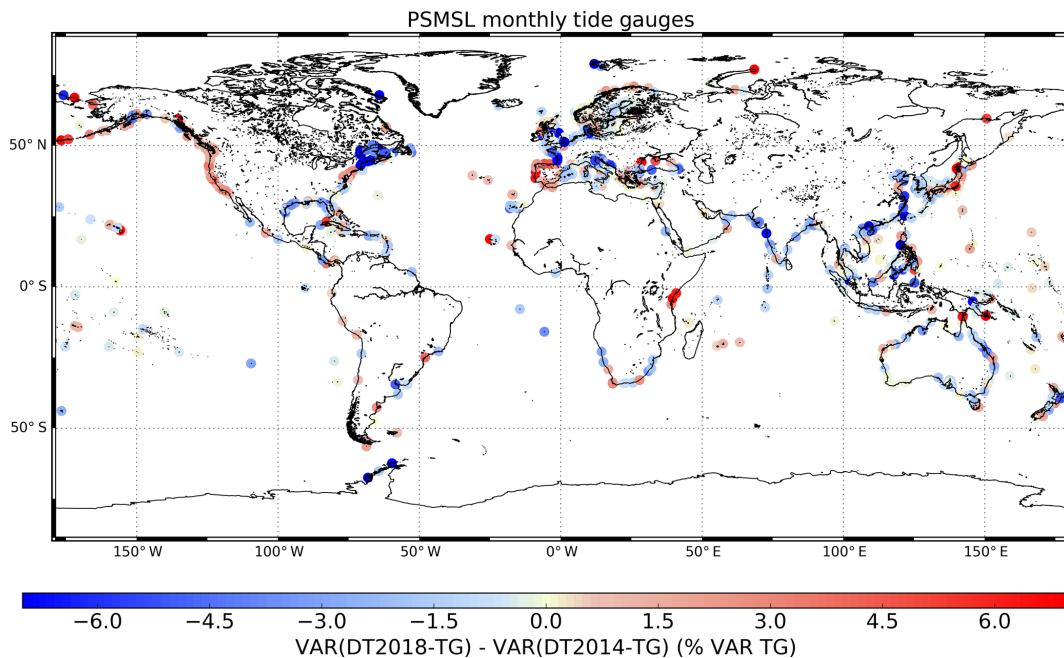 PSMSL monthly tide gauges
50° N
0° S
50° S
150° W
100° W
50° W
0° W
50° E
100° E
150° E
−6.0
−4.5
−3.0
−1.5
0.0
1.5
3.0
4.5
6.0
VAR(DT2018-TG) - VAR(DT2014-TG) (% VAR TG)